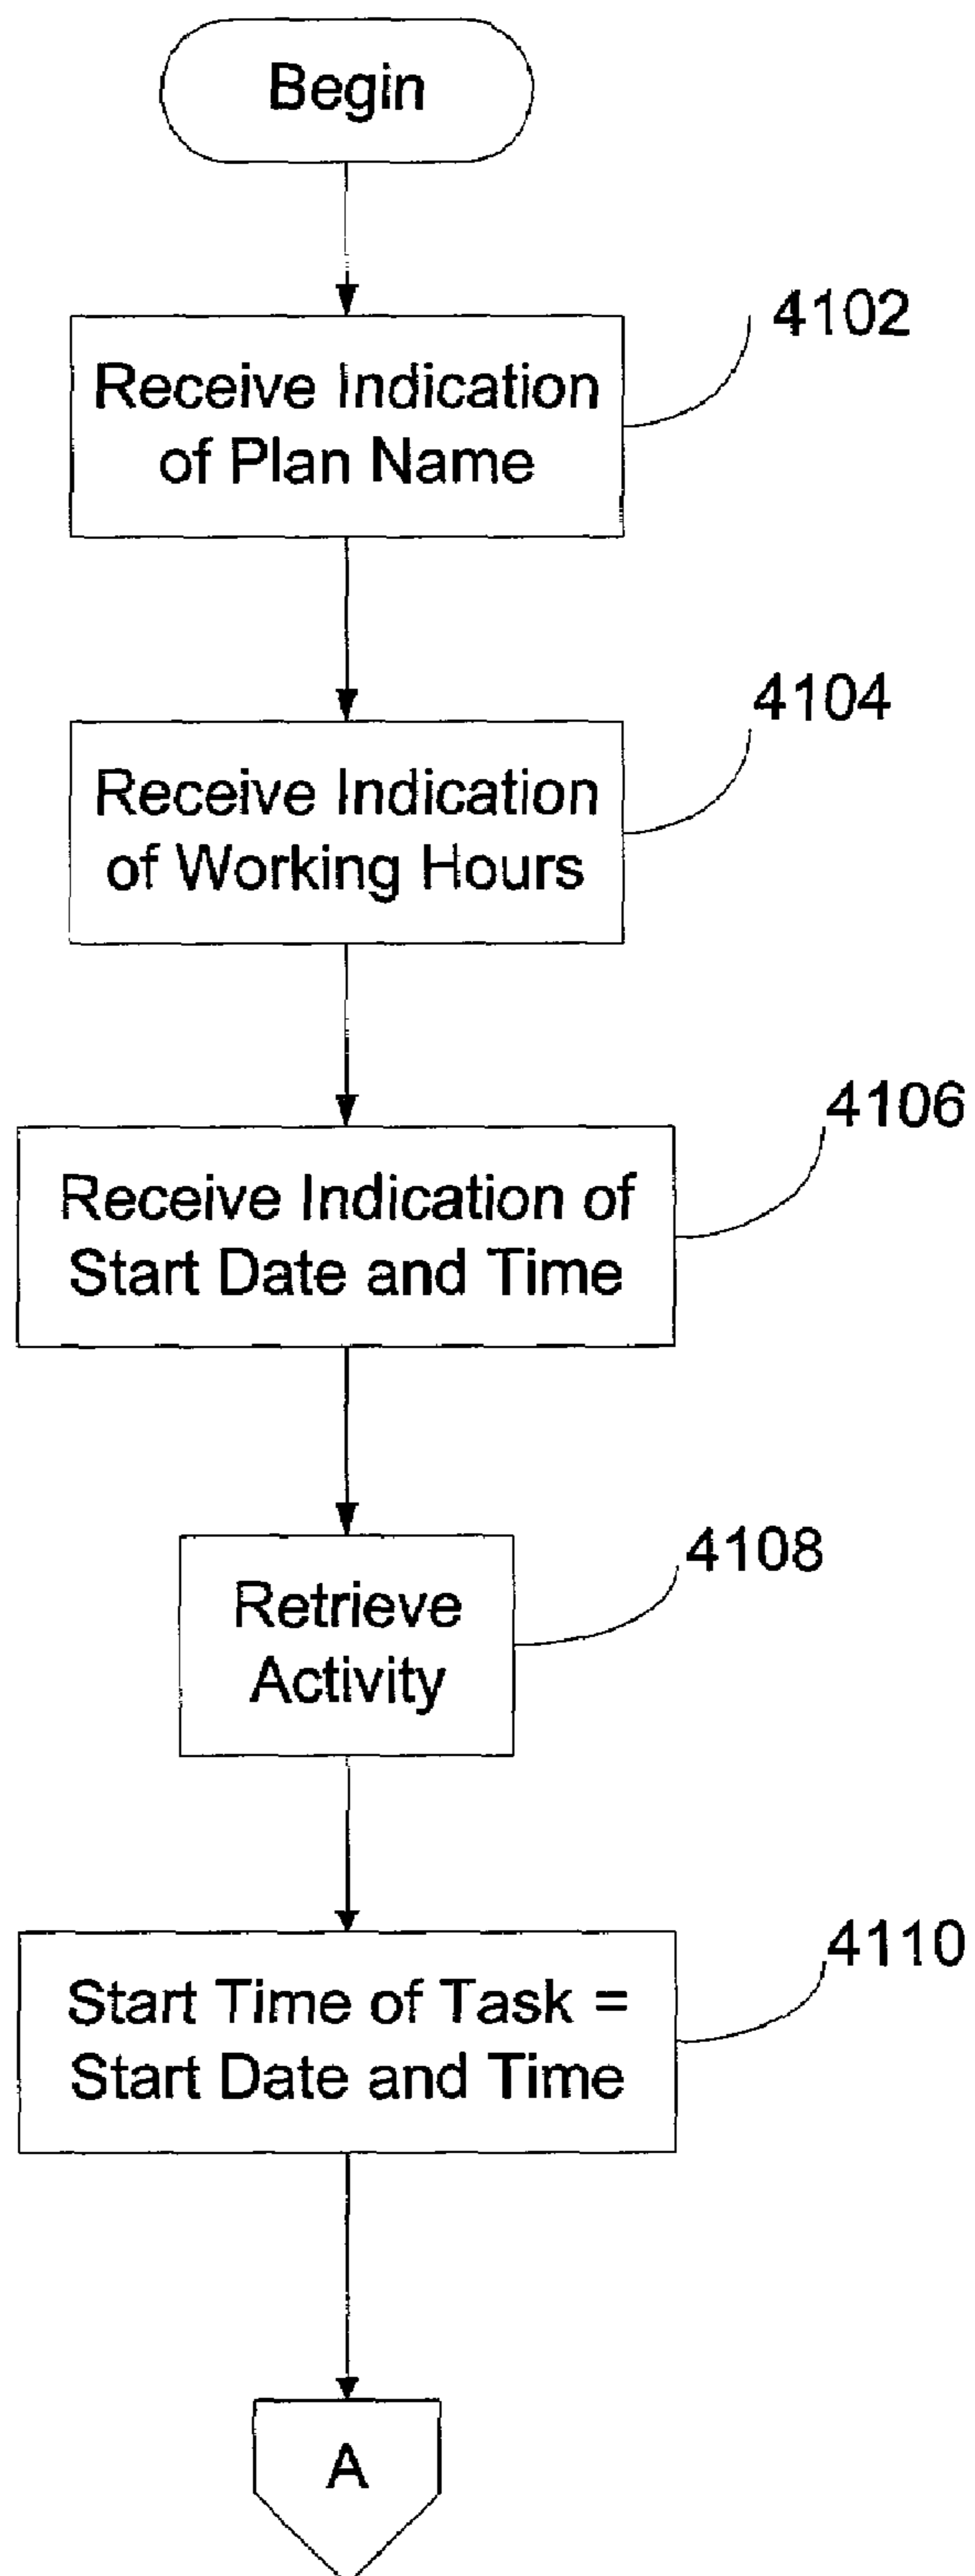 Begin
4102
Receive Indication
of Plan Name
4104
Receive Indication
of Working Hours
4106
Receive Indication of
Start Date and Time
4108
Retrieve
Activity
4110
Start Time of Task =
Start Date and Time
A